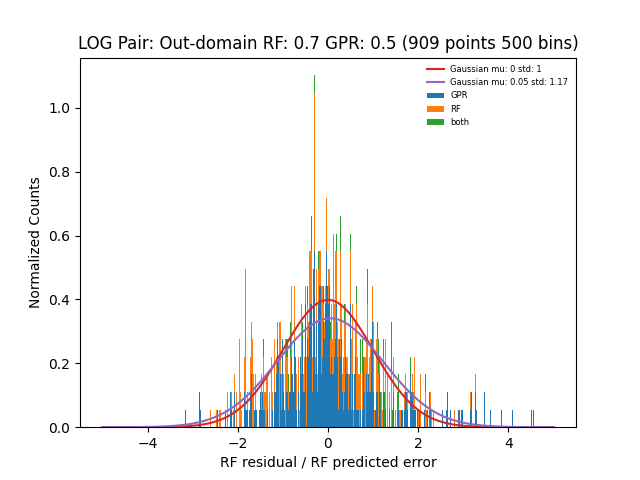 LOG Pair: Out-domain RF: 0.7 GPR: 0.5 (909 points 500 bins)
Gaussian mu: 0 std: 1
Gaussian mu: 0.05 std: 1.17
GPR
RF
both
Normalized Counts
1.0
0.8
0.6
0.4
0.2
0.0
−4 −2 0 2 4
RF residual / RF predicted error